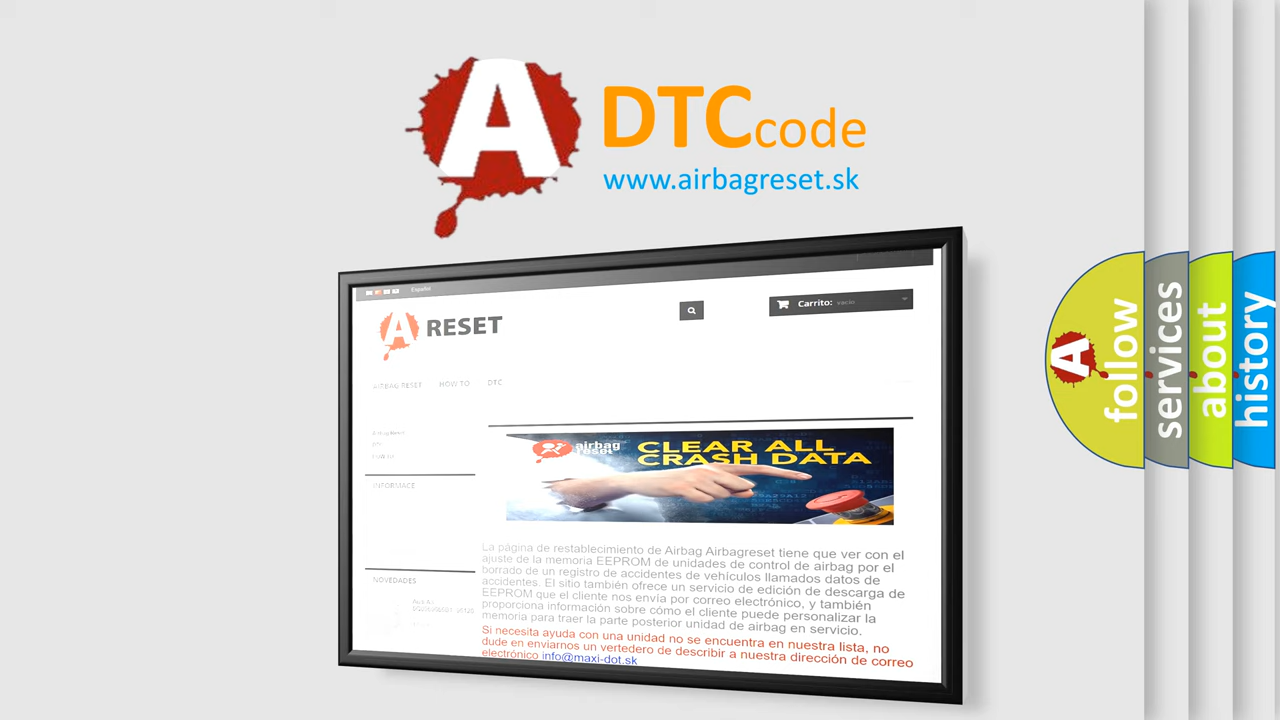 A DTC code
www.airbagreset.sk
Español
A RESET
Carrito: vacío
AIRBAG RESET HOW TO DTC
Airbag Reset
INFORMACE
airbag
reset
CLEAR ALL
CRASH DATA
La página de restablecimiento de Airbag Airbagreset tiene que ver con el
ajuste de la memoria EEPROM de unidades de control de airbag por el
borrado de un registro de accidentes de vehículos llamados datos de
accidentes. El sitio también ofrece un servicio de edición de descarga de
EEPROM que el cliente nos envía por correo electrónico, y también
proporciona información sobre cómo el cliente puede personalizar la
memoria para traer la parte posterior unidad de airbag en servicio.
Si necesita ayuda con una unidad no se encuentra en nuestra lista, no
dude en enviarnos un vertedero de describir a nuestra dirección de correo
electrónico info@maxi-dot.sk
NOVEDADES
A follow
services
about
history